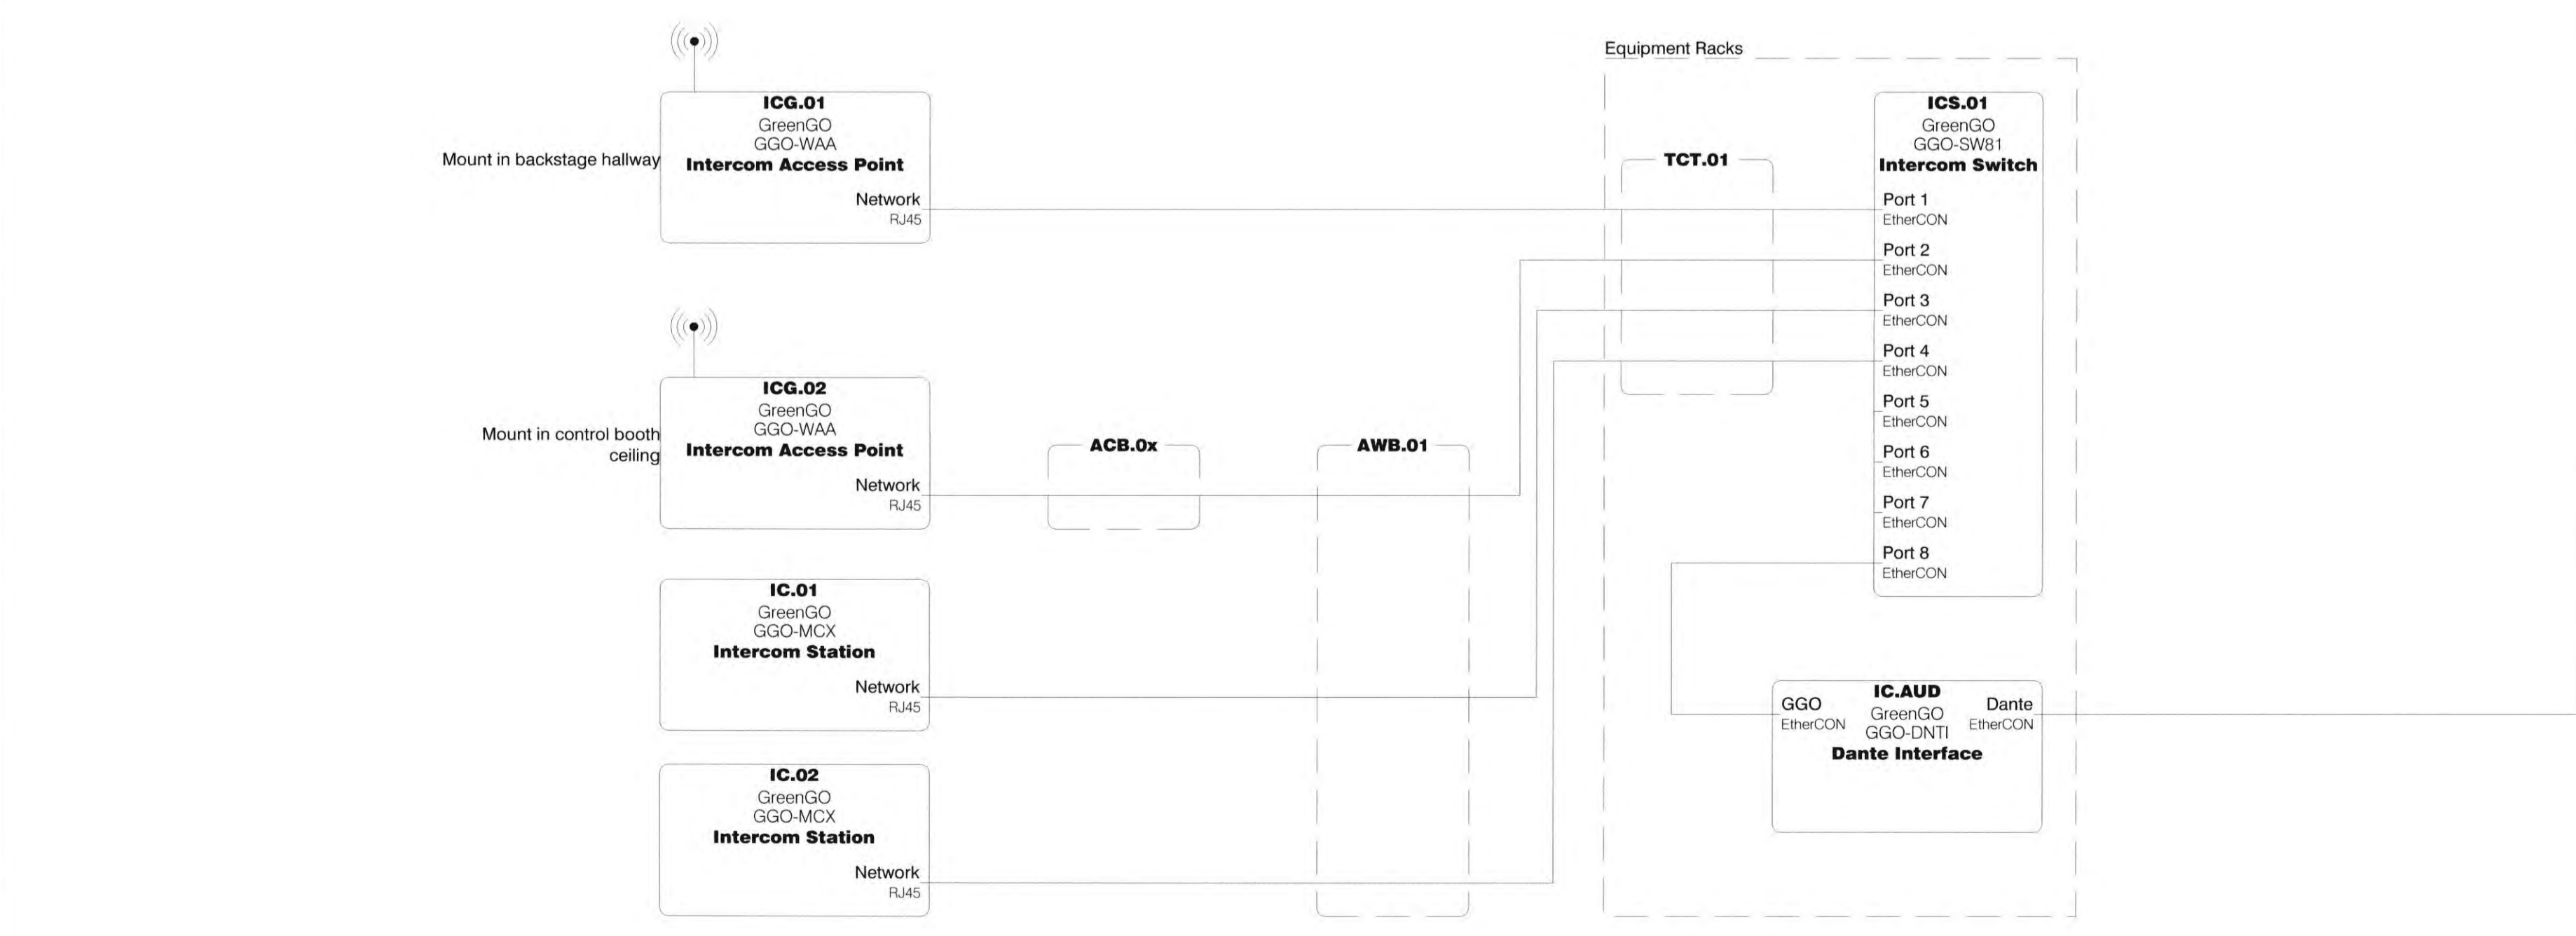 Mount in backstage hallway
ICG.01
GreenGO
GGO-WAA
Intercom Access Point
Network
RJ45
Mount in control booth
ceiling
ICG.02
GreenGO
GGO-WAA
Intercom Access Point
Network
RJ45
IC.01
GreenGO
GGO-MCX
Intercom Station
Network
RJ45
IC.02
GreenGO
GGO-MCX
Intercom Station
Network
RJ45
ACB.0x
AWB.01
Equipment Racks
TCT.01
ICS.01
GreenGO
GGO-SW81
Intercom Switch
Port 1
EtherCON
Port 2
EtherCON
Port 3
EtherCON
Port 4
EtherCON
Port 5
EtherCON
Port 6
EtherCON
Port 7
EtherCON
Port 8
EtherCON
GGO
EtherCON
IC.AUD
GreenGO
GGO-DNTI
Dante Interface
Dante
EtherCON